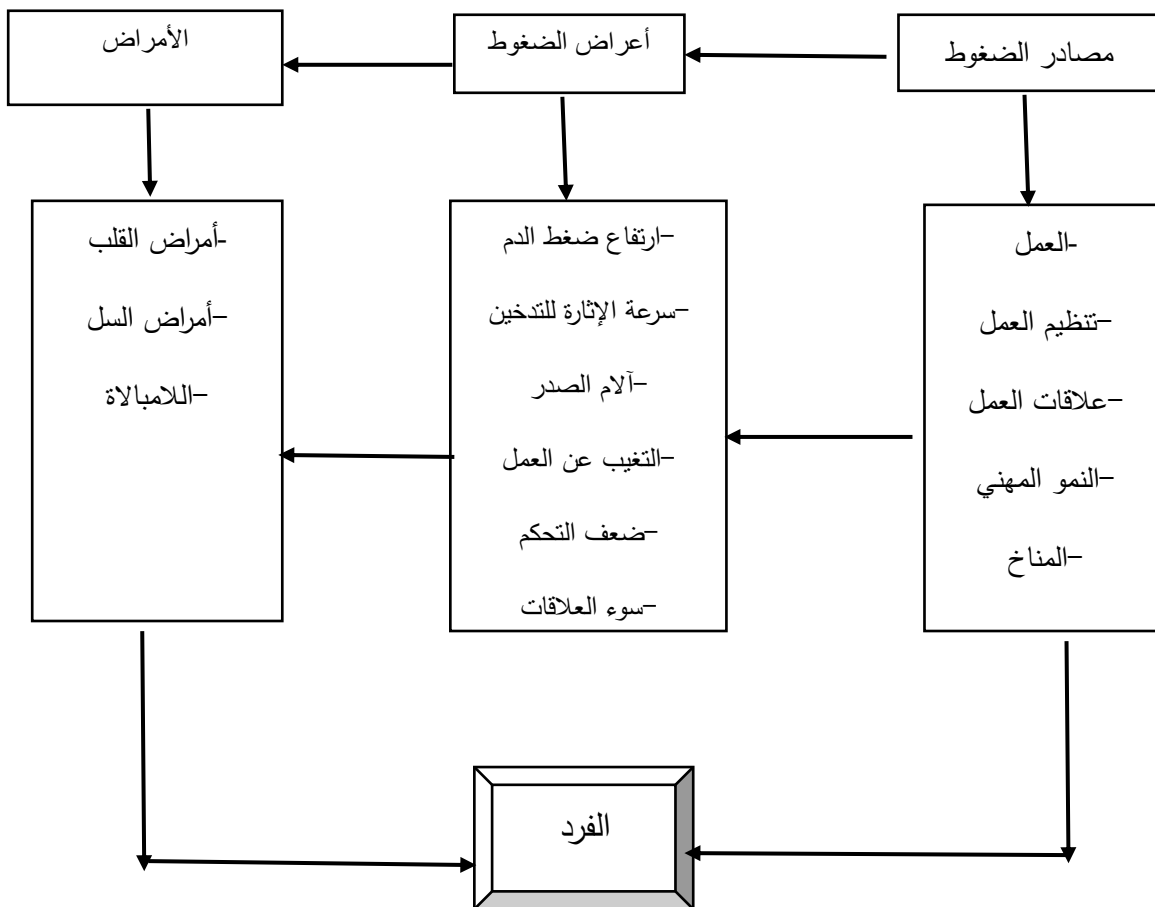 مصادر الضغوط
أعراض الضغوط
الأمراض
-العمل
-تنظيم العمل
-علاقات العمل
-النمو المهني
-المناخ
-ارتفاع ضغط الدم
-سرعة الإثارة للتدخين
-آلام الصدر
-التغيب عن العمل
-ضعف التحكم
-سوء العلاقات
-أمراض القلب
-أمراض السل
-اللامبالاة
الفرد